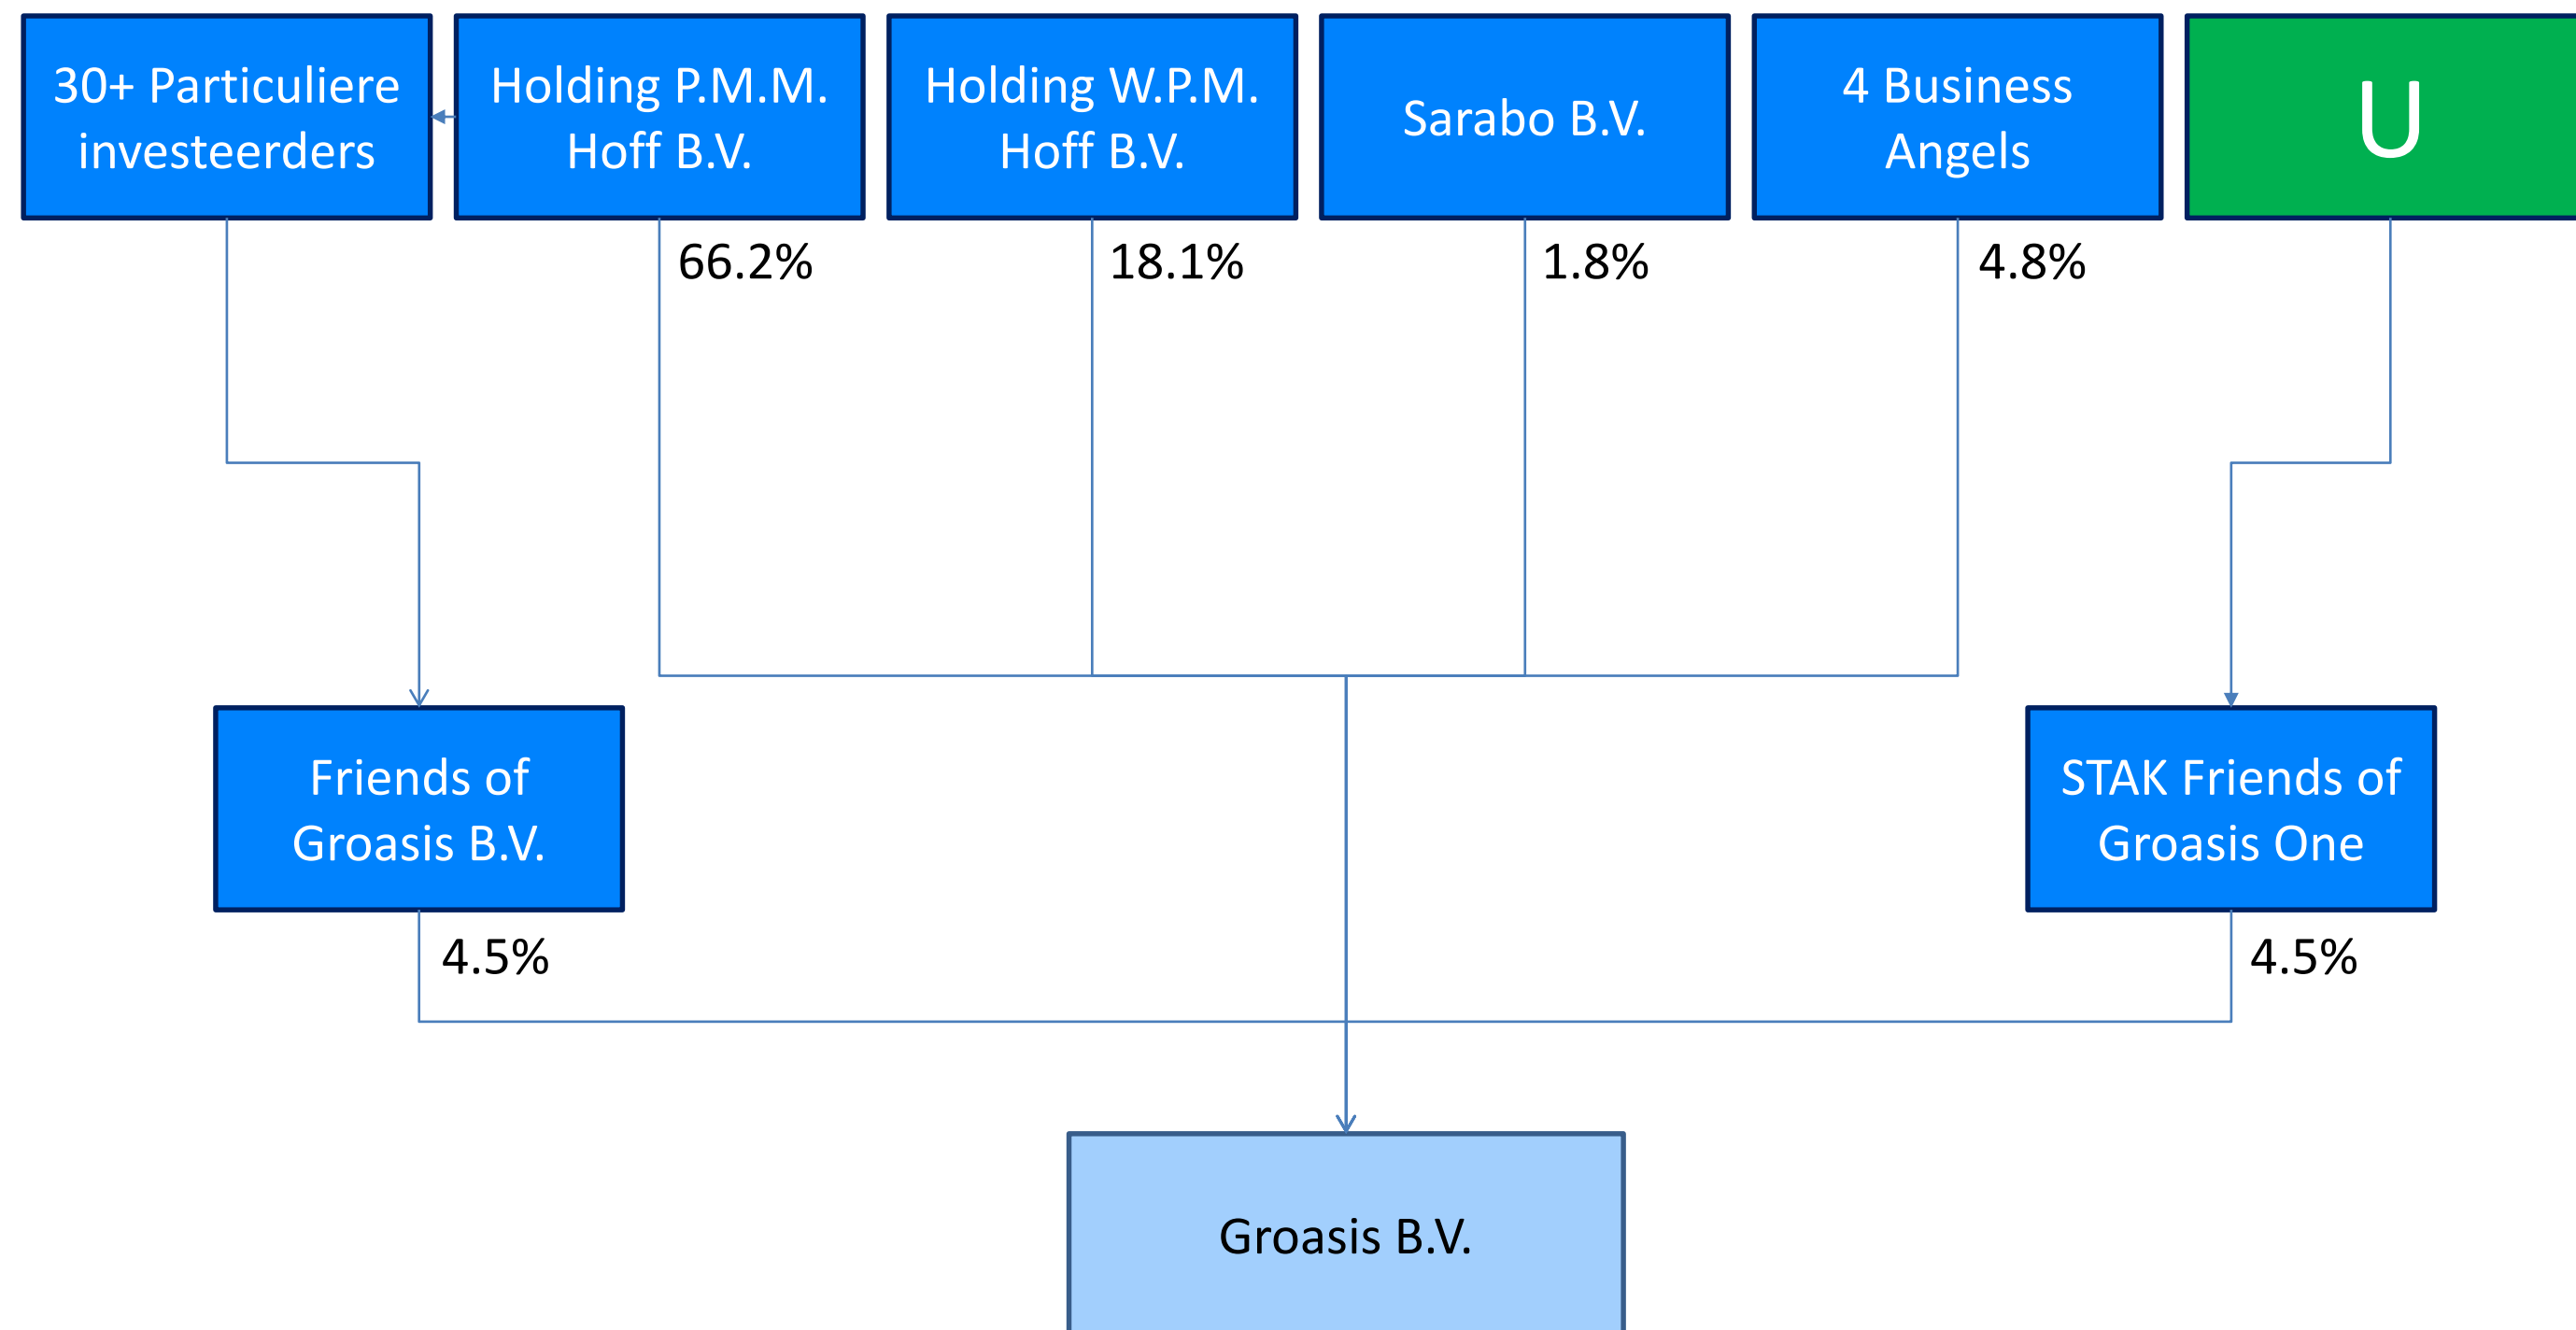 30+ Particuliere
investeerders
Holding P.M.M.
Hoff B.V.
Holding W.P.M.
Hoff B.V.
Sarabo B.V.
4 Business
Angels
U
66.2%
18.1%
1.8%
4.8%
Friends of
Groasis B.V.
STAK Friends of
Groasis One
4.5%
4.5%
Groasis B.V.